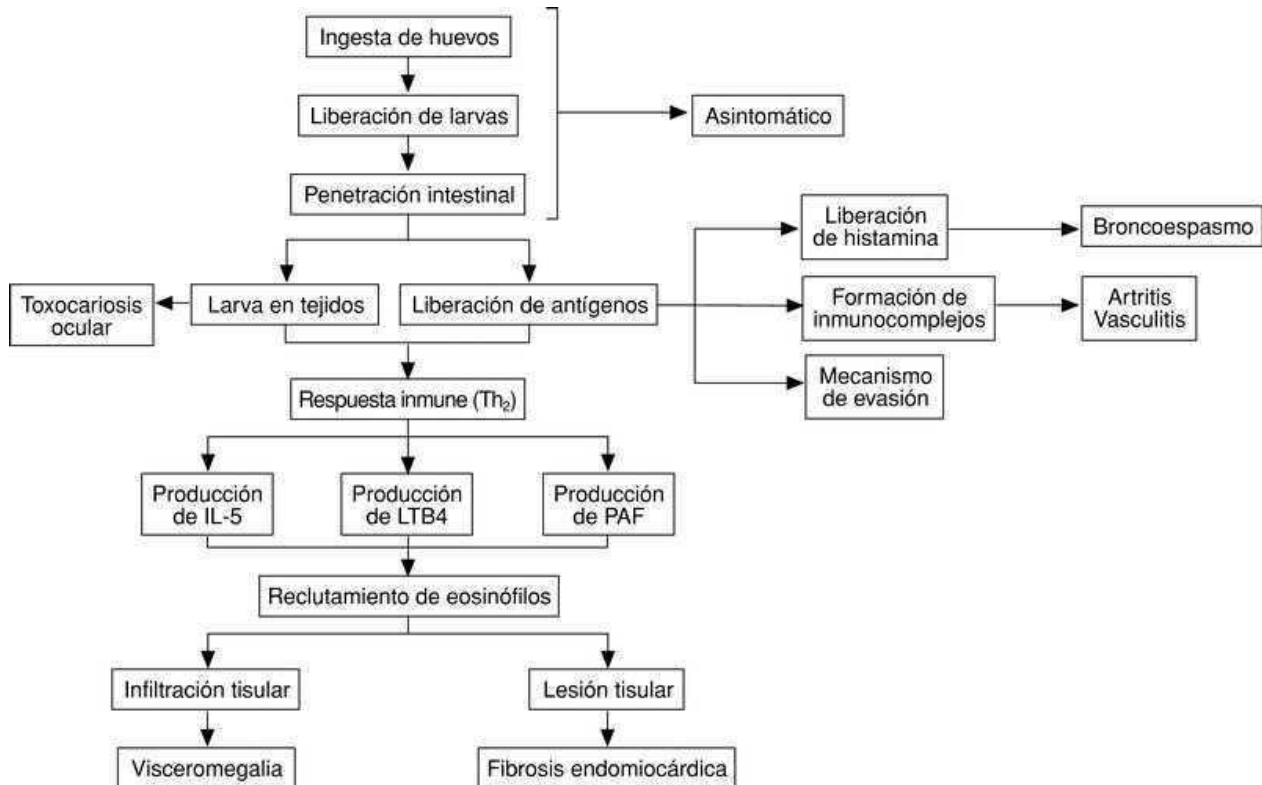 Ingesta de huevos
Liberación de larvas
Asintomático
Penetración intestinal
Liberación
de histamina
Broncoespasmo
Toxocariosis
ocular
Larva en tejidos
Liberación de antígenos
Formación de
inmunocomplejos
Artritis
Vasculitis
Mecanismo
de evasión
Respuesta inmune (Th₂)
Producción
de IL-5
Producción
de LTB4
Producción
de PAF
Reclutamiento de eosinófilos
Infiltración tisular
Lesión tisular
Visceromegalia
Fibrosis endomiocárdica